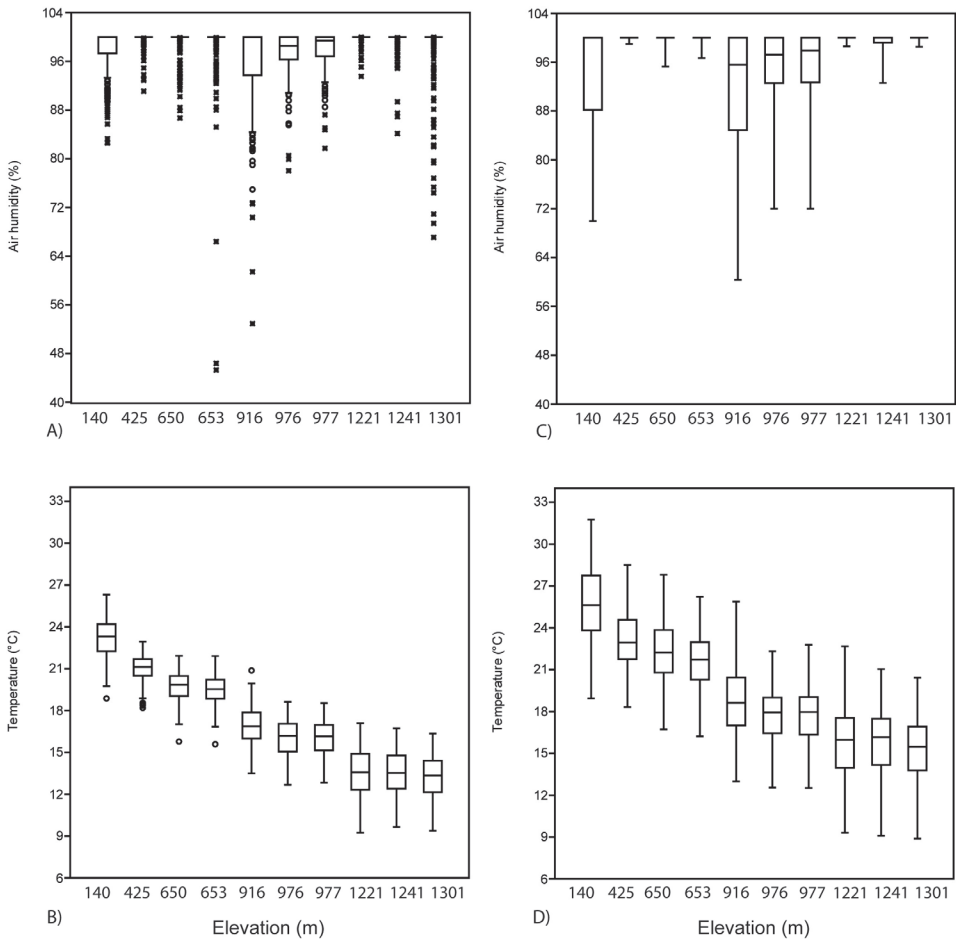 104
96
88
80
72
64
56
48
40
Air humidity (%)
140 425 650 653 916 976 977 1221 1241 1301
A)
104
96
88
80
72
64
56
48
40
Air humidity (%)
140 425 650 653 916 976 977 1221 1241 1301
C)
33
30
27
24
21
18
15
12
9
6
Temperature (°C)
140 425 650 653 916 976 977 1221 1241 1301
B)
Elevation (m)
33
30
27
24
21
18
15
12
9
6
Temperature (°C)
140 425 650 653 916 976 977 1221 1241 1301
D)
Elevation (m)